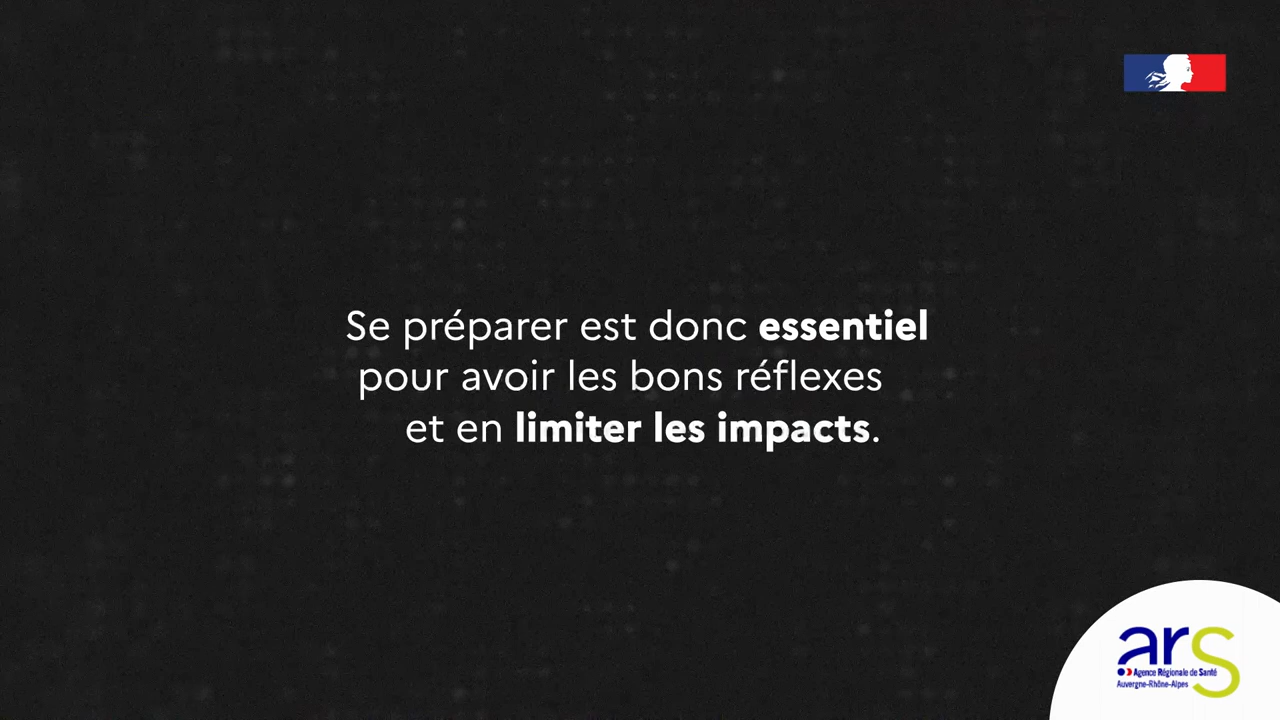 Se préparer est donc essentiel
pour avoir les bons réflexes
et en limiter les impacts.
ars
Agence Régionale de Santé
Auvergne-Rhône-Alpes